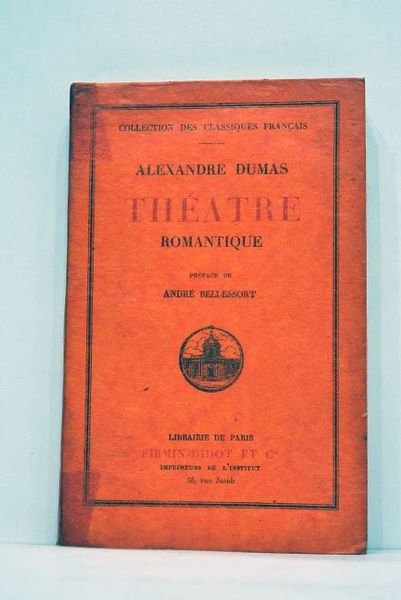 COLLECTION DES CLASSIQUES FRANÇAIS
ALEXANDRE DUMAS
THÉATRE
ROMANTIQUE
PRÉFACE DE
ANDRÉ BELLESSORT
LIBRAIRIE DE PARIS
FIRMIN-DIDOT ET Cie
IMPRIMEURS DE L'INSTITUT
56, rue Jacob